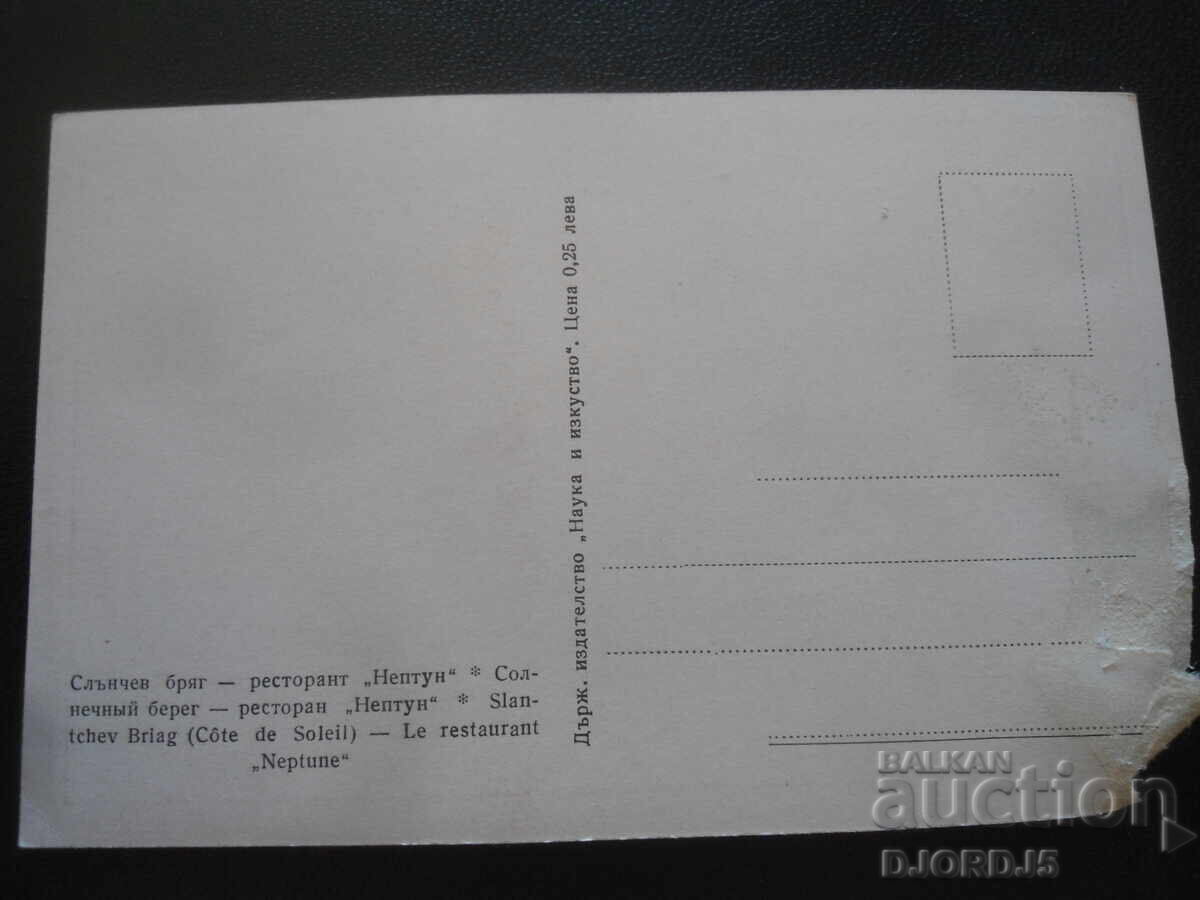 Слънчев бряг — ресторант „Нептун“ * Сол-
нечный берег — ресторан „Нептун“ * Slan-
tchev Briag (Côte de Soleil) — Le restaurant
„Neptune“
Държ. издателство „Наука и изкуство“. Цена 0,25 лева
BALKAN
auction
DJORDJ5